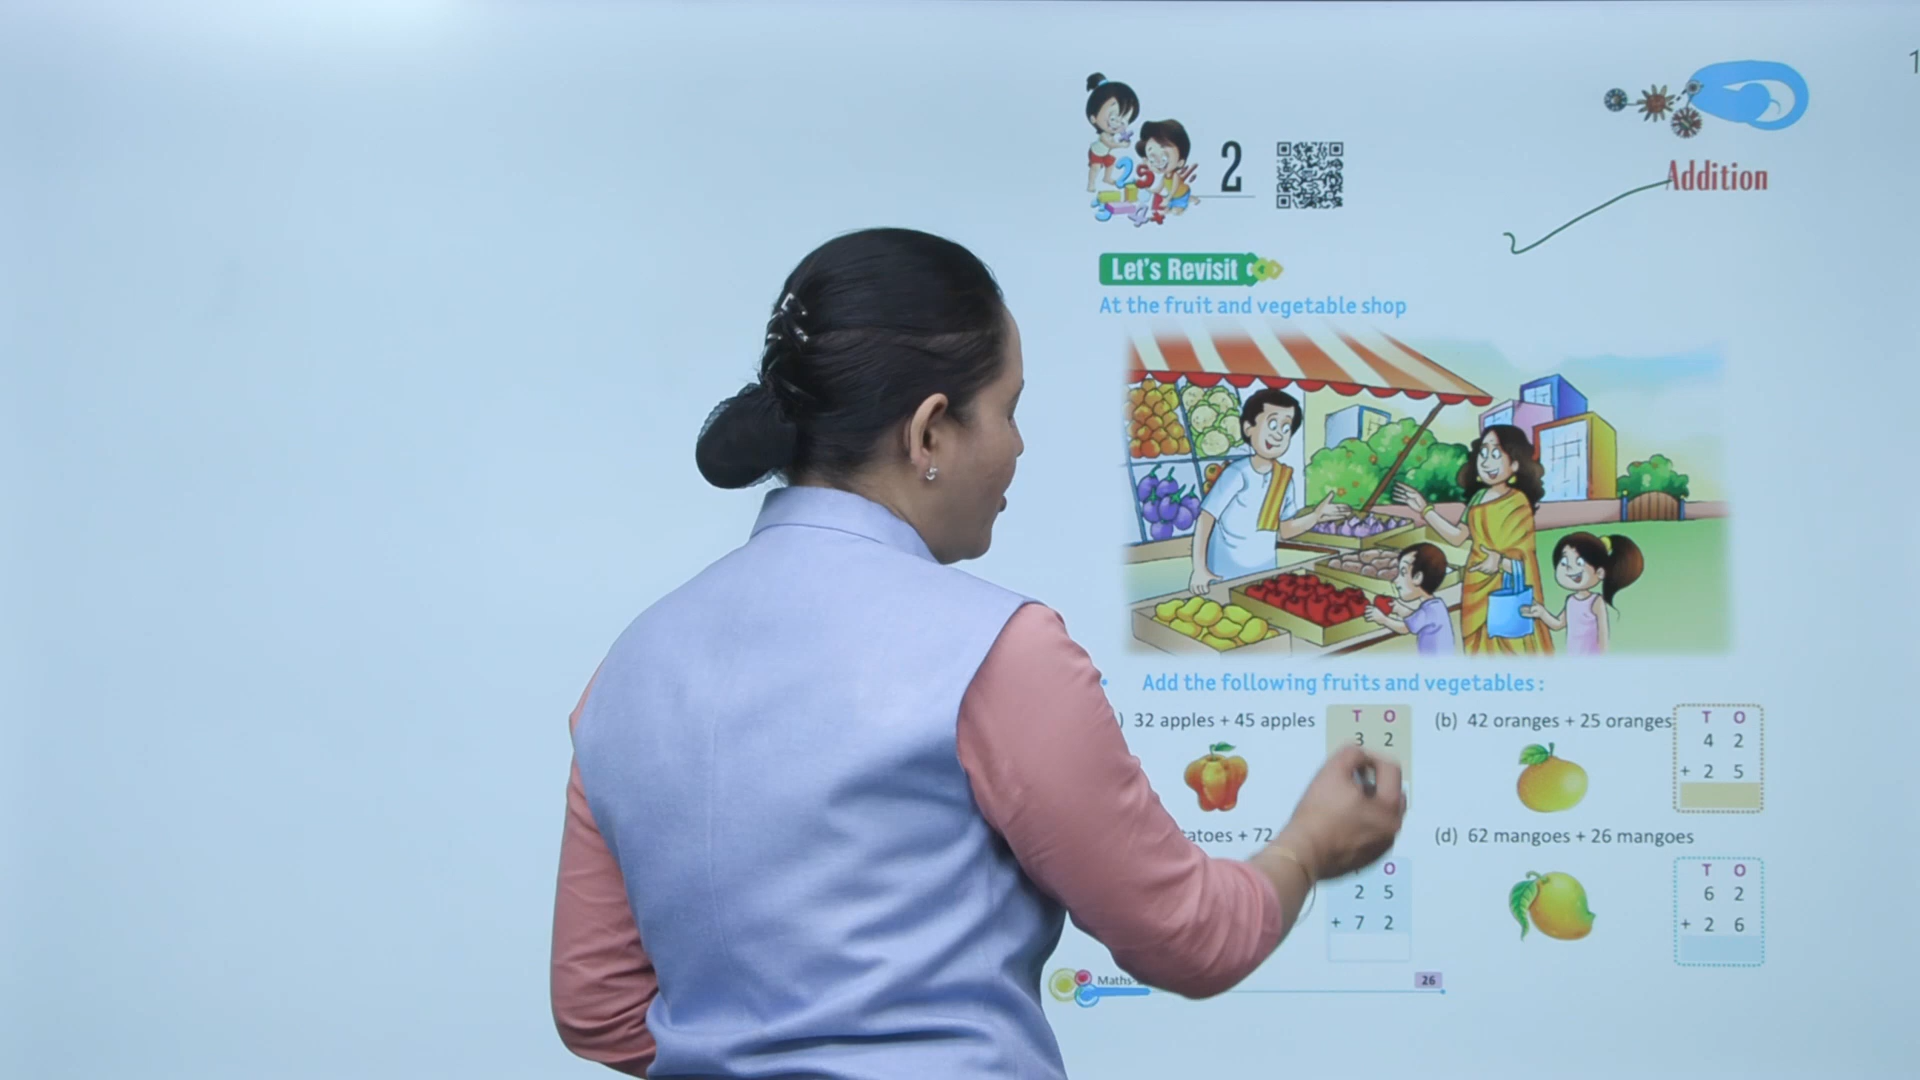 1
2
Addition
Let's Revisit
At the fruit and vegetable shop
Add the following fruits and vegetables :
) 32 apples + 45 apples
T O
3 2
(b) 42 oranges + 25 oranges
T O
4 2
+ 2 5
+ 72
O
2 5
+ 7 2
(d) 62 mangoes + 26 mangoes
T O
6 2
+ 2 6
Maths
26